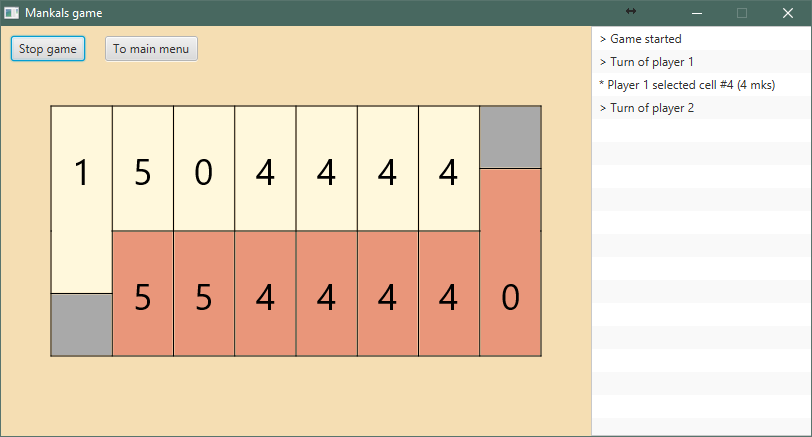 Mankals game
Stop game
To main menu
> Game started
> Turn of player 1
* Player 1 selected cell #4 (4 mks)
> Turn of player 2
1 5 0 4 4 4 4
5 5 4 4 4 4 0